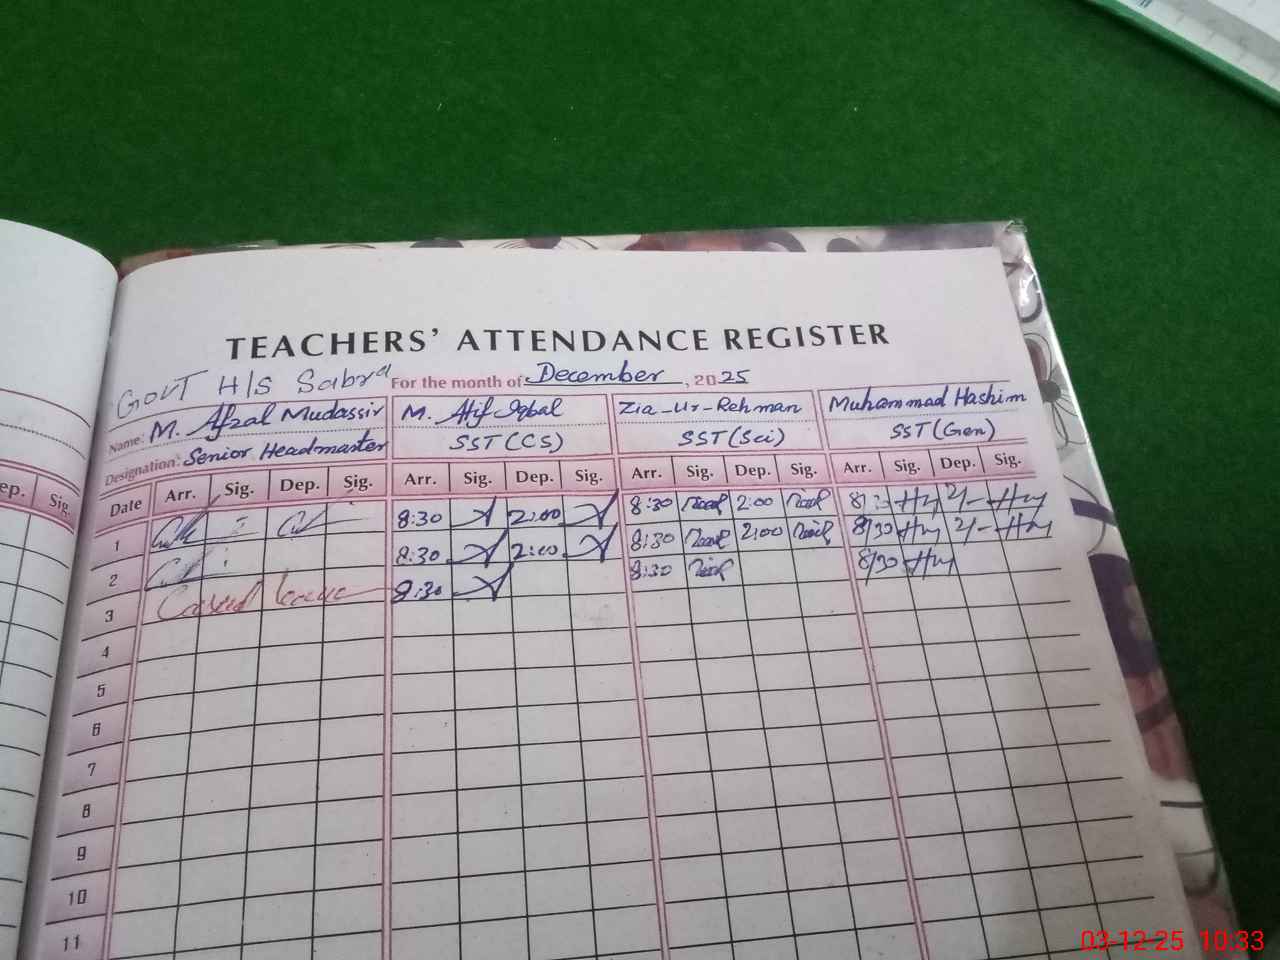 TEACHERS' ATTENDANCE REGISTER
GOVT H/S Sabra For the month of December, 2025
Name: M. Afzal Mudassir M. Atif Iqbal Zia-Ur-Rehman Muhammad Hashim
Designation: Senior Headmaster SST(CS) SST(Sci) SST(Gen)
ep. Sig.
Date Arr. Sig. Dep. Sig. Arr. Sig. Dep. Sig. Arr. Sig. Dep. Sig. Arr. Sig. Dep. Sig.
1 8:30 2:00 8:30 2:00 8/30 2/-
2 8:30 2:00 8:30 2:00 8/30 2/-
3 Casual leave 8:30 8:30 8/30
4
5
6
7
8
9
10
11
03-12-25 10:33